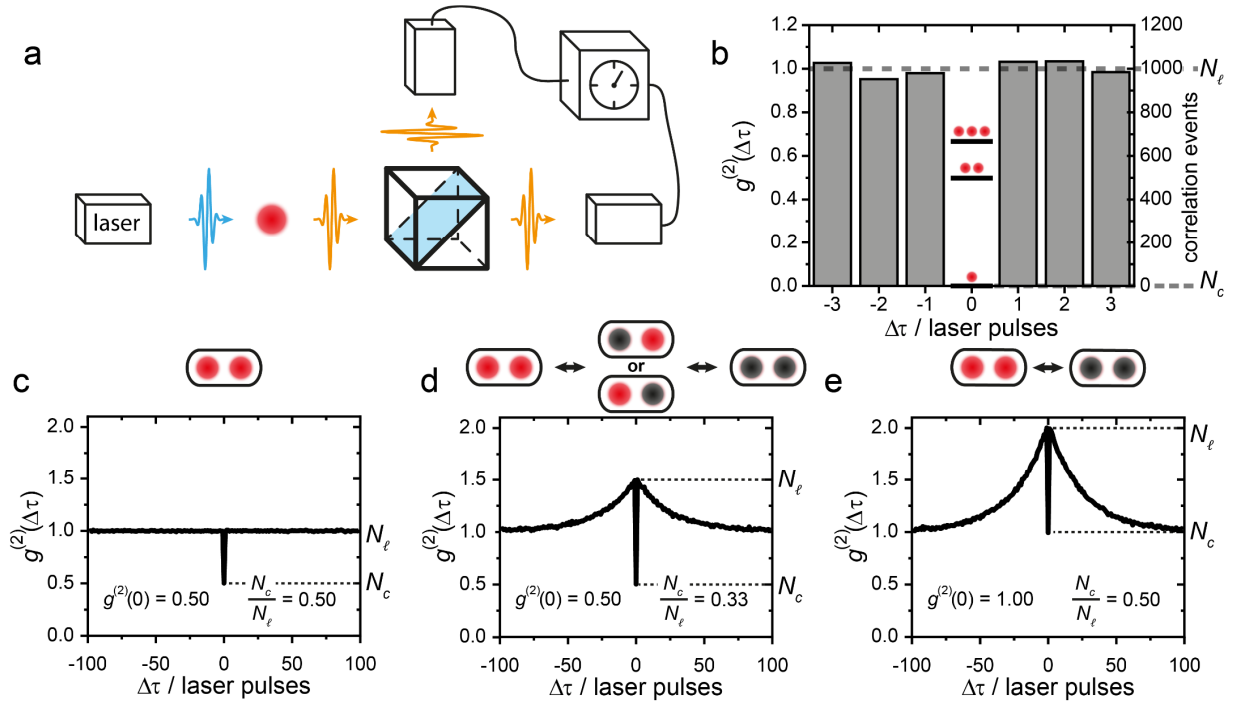 a
laser
b
1.2
1.0
0.8
0.6
0.4
0.2
0.0
g⁽²⁾(Δτ)
-3 -2 -1 0 1 2 3
Δτ / laser pulses
1200
1000
800
600
400
200
0
correlation events
Nℓ
Nc
c
2.0
1.5
1.0
0.5
0.0
g⁽²⁾(Δτ)
g⁽²⁾(0) = 0.50
Nc/Nℓ = 0.50
Nℓ
Nc
-100 -50 0 50 100
Δτ / laser pulses
d
or
2.0
1.5
1.0
0.5
0.0
g⁽²⁾(Δτ)
g⁽²⁾(0) = 0.50
Nc/Nℓ = 0.33
Nℓ
Nc
-100 -50 0 50 100
Δτ / laser pulses
e
2.0
1.5
1.0
0.5
0.0
g⁽²⁾(Δτ)
g⁽²⁾(0) = 1.00
Nc/Nℓ = 0.50
Nℓ
Nc
-100 -50 0 50 100
Δτ / laser pulses